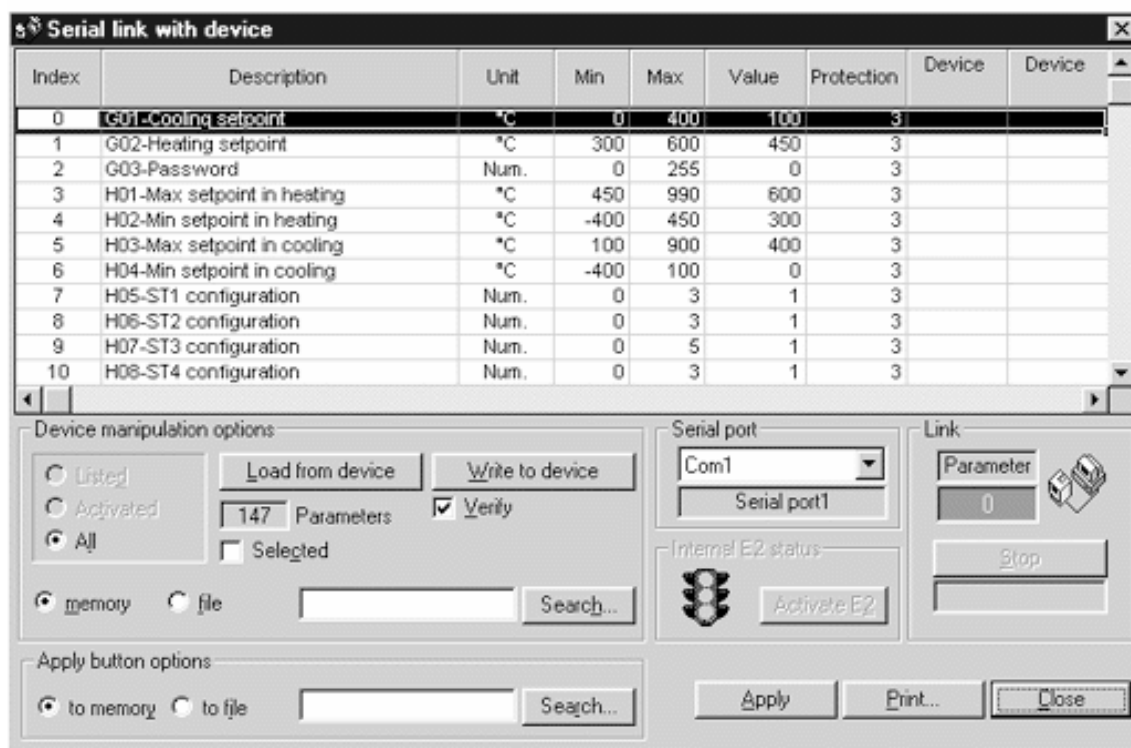 Serial link with device
Index Description Unit Min Max Value Protection Device Device
0 G01-Cooling setpoint °C 0 400 100 3
1 G02-Heating setpoint °C 300 600 450 3
2 G03-Password Num. 0 255 0 3
3 H01-Max setpoint in heating °C 450 990 600 3
4 H02-Min setpoint in heating °C -400 450 300 3
5 H03-Max setpoint in cooling °C 100 900 400 3
6 H04-Min setpoint in cooling °C -400 100 0 3
7 H05-ST1 configuration Num. 0 3 1 3
8 H06-ST2 configuration Num. 0 3 1 3
9 H07-ST3 configuration Num. 0 5 1 3
10 H08-ST4 configuration Num. 0 3 1 3
Device manipulation options
Listed
Activated
All
Load from device
Write to device
147 Parameters
Verify
Selected
memory
file
Search...
Serial port
Com1
Serial port1
Internal E2 status
Activate E2
Link
Parameter
0
Stop
Apply button options
to memory
to file
Search...
Apply
Print...
Close